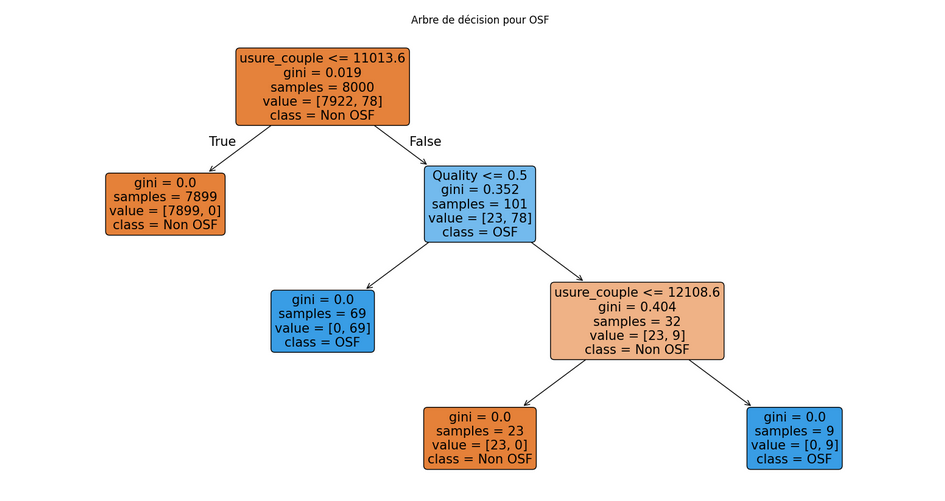 Arbre de décision pour OSF
usure_couple <= 11013.6
gini = 0.019
samples = 8000
value = [7922, 78]
class = Non OSF
True
False
gini = 0.0
samples = 7899
value = [7899, 0]
class = Non OSF
Quality <= 0.5
gini = 0.352
samples = 101
value = [23, 78]
class = OSF
gini = 0.0
samples = 69
value = [0, 69]
class = OSF
usure_couple <= 12108.6
gini = 0.404
samples = 32
value = [23, 9]
class = Non OSF
gini = 0.0
samples = 23
value = [23, 0]
class = Non OSF
gini = 0.0
samples = 9
value = [0, 9]
class = OSF